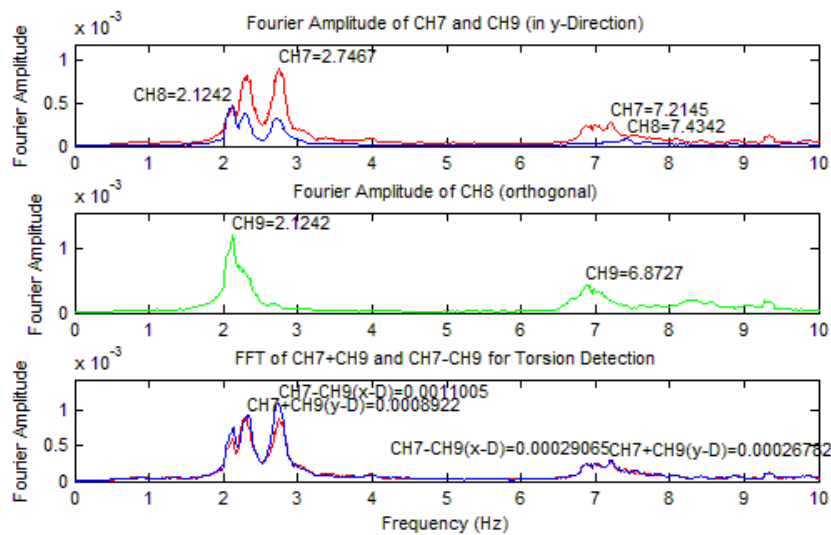 Fourier Amplitude of CH7 and CH9 (in y-Direction)
x 10^-3
Fourier Amplitude
1
0.5
0
CH7=2.7467
CH8=2.1242
CH7=7.2145
CH8=7.4342
0 1 2 3 4 5 6 7 8 9 10
Fourier Amplitude of CH8 (orthogonal)
x 10^-3
Fourier Amplitude
1
0
CH9=2.1242
CH9=6.8727
0 1 2 3 4 5 6 7 8 9 10
FFT of CH7+CH9 and CH7-CH9 for Torsion Detection
x 10^-3
Fourier Amplitude
1
0.5
0
CH7-CH9(x-D)=0.0011005
CH7+CH9(y-D)=0.0008922
CH7-CH9(x-D)=0.00029065
CH7+CH9(y-D)=0.00026782
0 1 2 3 4 5 6 7 8 9 10
Frequency (Hz)